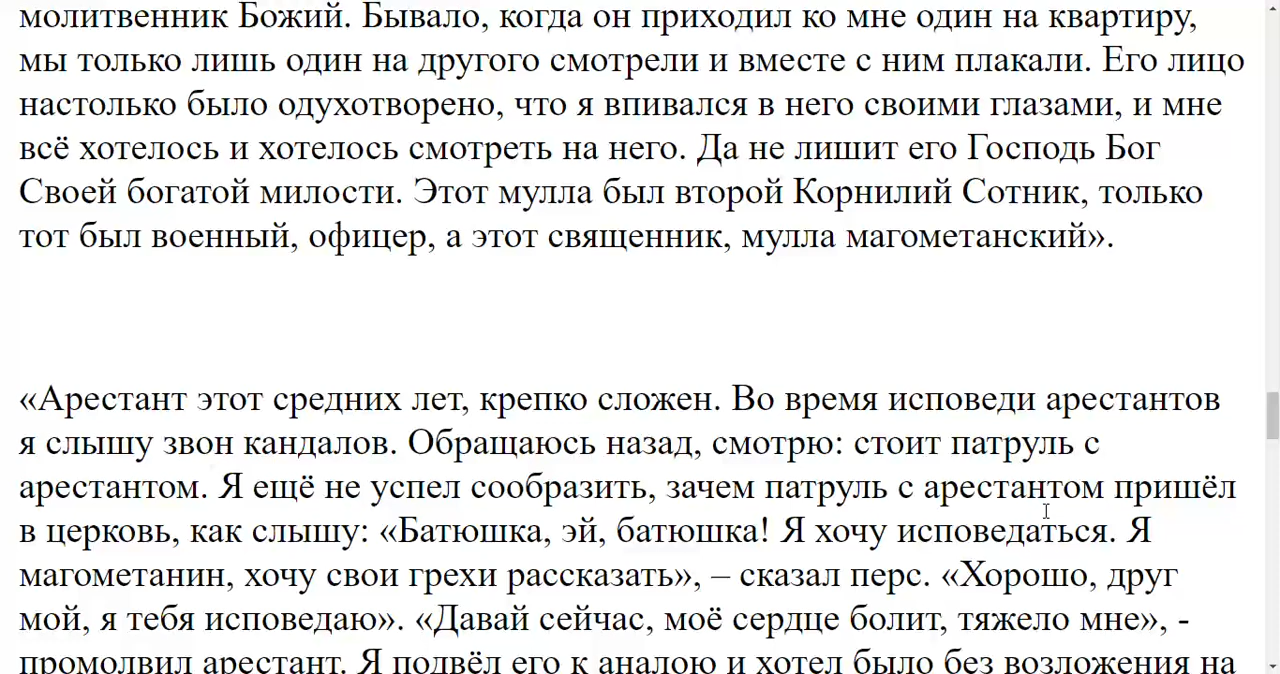 молитвенник Божий. Бывало, когда он приходил ко мне один на квартиру,
мы только лишь один на другого смотрели и вместе с ним плакали. Его лицо
настолько было одухотворено, что я впивался в него своими глазами, и мне
всё хотелось и хотелось смотреть на него. Да не лишит его Господь Бог
Своей богатой милости. Этот мулла был второй Корнилий Сотник, только
тот был военный, офицер, а этот священник, мулла магометанский».
«Арестант этот средних лет, крепко сложен. Во время исповеди арестантов
я слышу звон кандалов. Обращаюсь назад, смотрю: стоит патруль с
арестантом. Я ещё не успел сообразить, зачем патруль с арестантом пришёл
в церковь, как слышу: «Батюшка, эй, батюшка! Я хочу исповедаться. Я
магометанин, хочу свои грехи рассказать», – сказал перс. «Хорошо, друг
мой, я тебя исповедаю». «Давай сейчас, моё сердце болит, тяжело мне», -
промолвил арестант. Я подвёл его к аналою и хотел было без возложения на